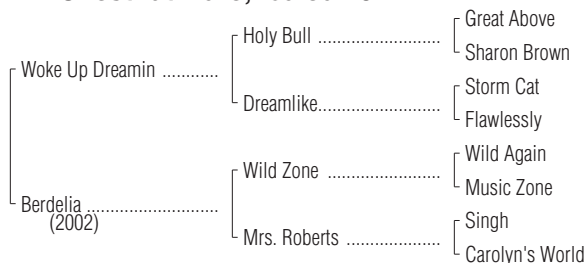 Holy Bull
Great Above
Sharon Brown
Woke Up Dreamin
Dreamlike
Storm Cat
Flawlessly
Wild Zone
Wild Again
Music Zone
Berdelia
(2002)
Mrs. Roberts
Singh
Carolyn's World